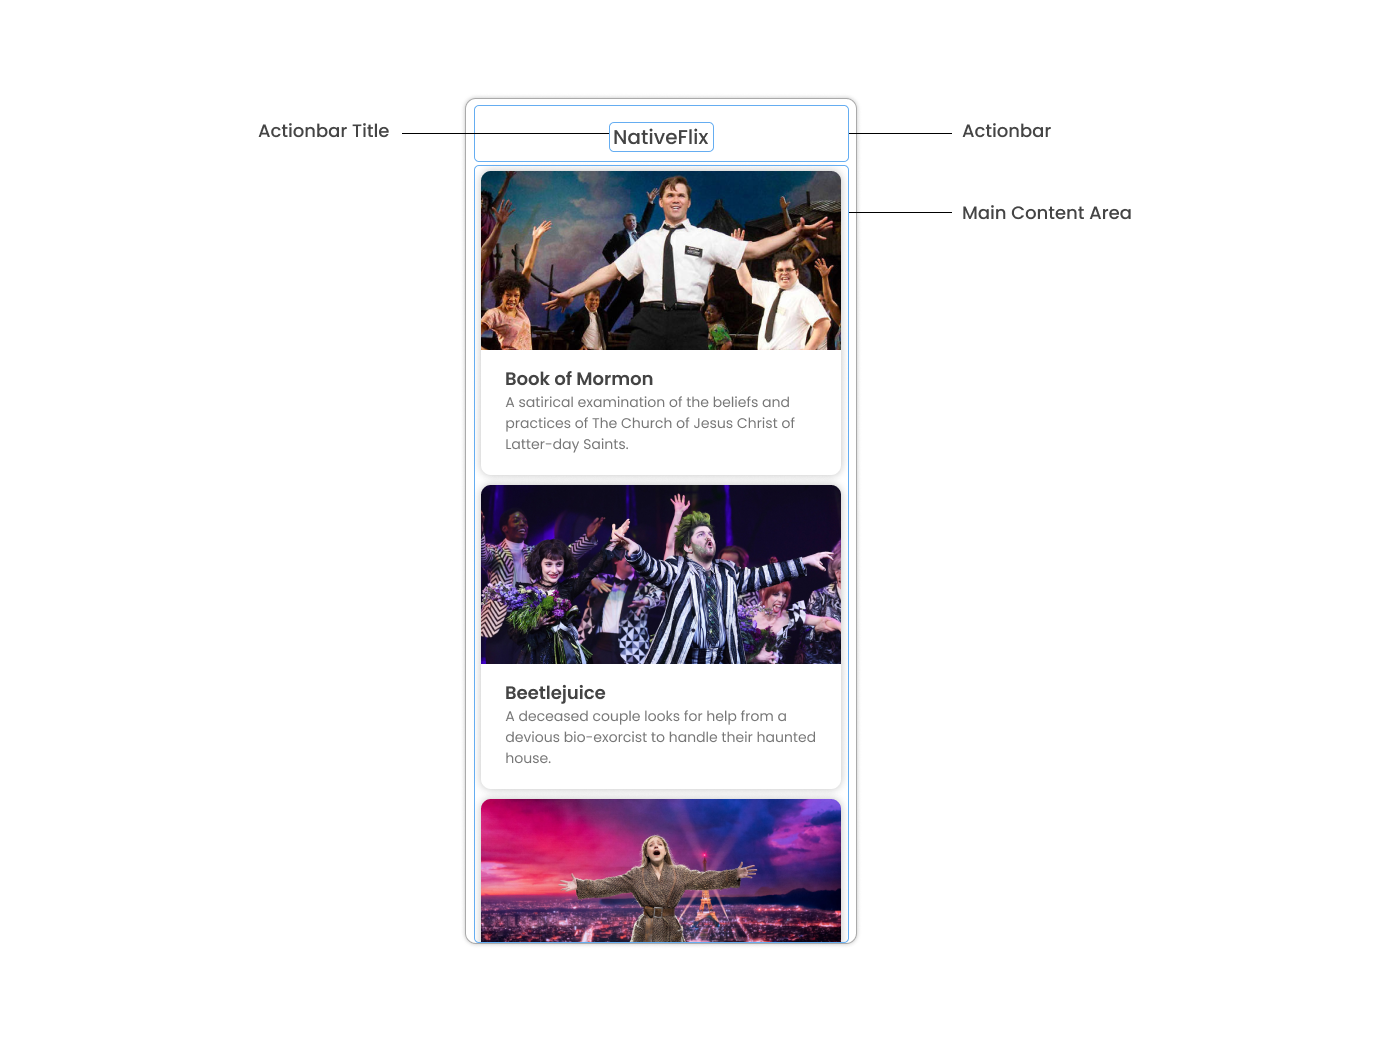 Actionbar Title
NativeFlix
Actionbar
Main Content Area
Book of Mormon
A satirical examination of the beliefs and
practices of The Church of Jesus Christ of
Latter-day Saints.
Beetlejuice
A deceased couple looks for help from a
devious bio-exorcist to handle their haunted
house.